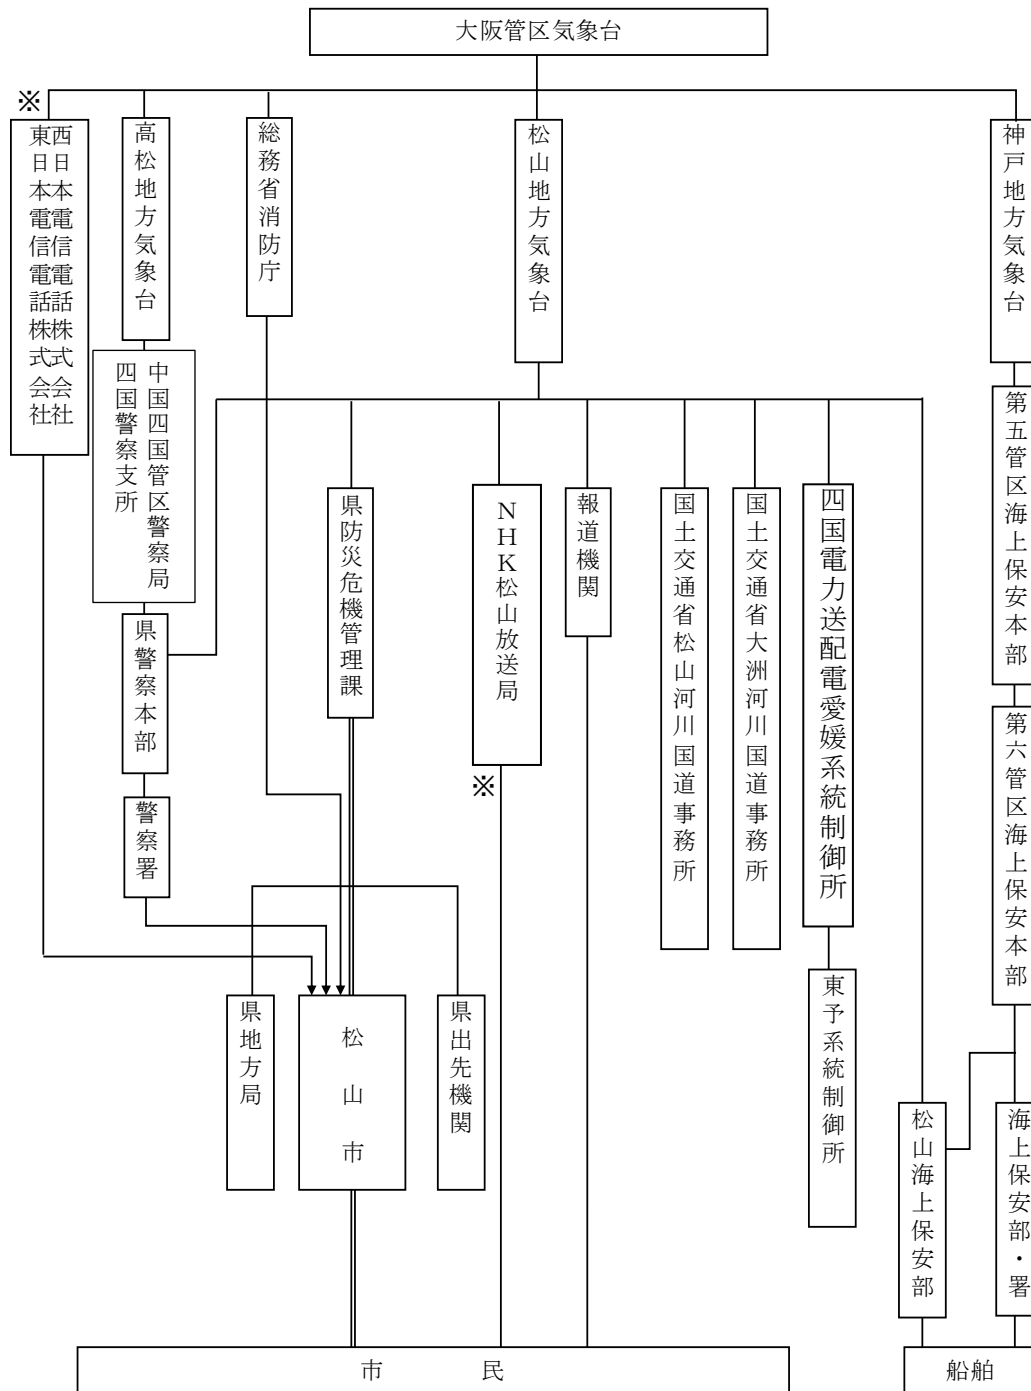 大阪管区気象台
※
西日本電信電話株式会社
東日本電信電話株式会社
高松地方気象台
総務省消防庁
松山地方気象台
神戸地方気象台
中国四国管区警察局
四国警察支所
第五管区海上保安本部
県防災危機管理課
NHK松山放送局
※
報道機関
国土交通省松山河川国道事務所
国土交通省大洲河川国道事務所
四国電力送配電愛媛系統制御所
県警察本部
第六管区海上保安本部
警察署
東予系統制御所
県地方局
松山市
県出先機関
松山海上保安部
海上保安部・署
市民
船舶